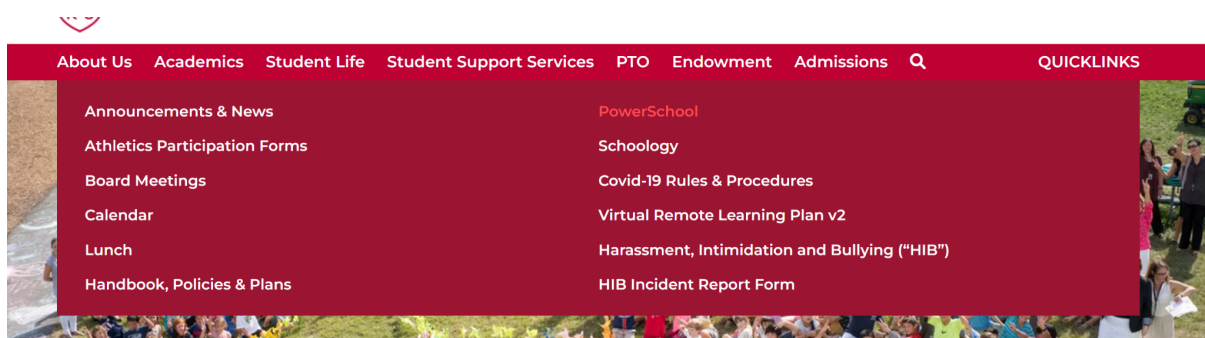 About Us Academics Student Life Student Support Services PTO Endowment Admissions QUICKLINKS
Announcements & News
Athletics Participation Forms
Board Meetings
Calendar
Lunch
Handbook, Policies & Plans
PowerSchool
Schoology
Covid-19 Rules & Procedures
Virtual Remote Learning Plan v2
Harassment, Intimidation and Bullying (“HIB”)
HIB Incident Report Form